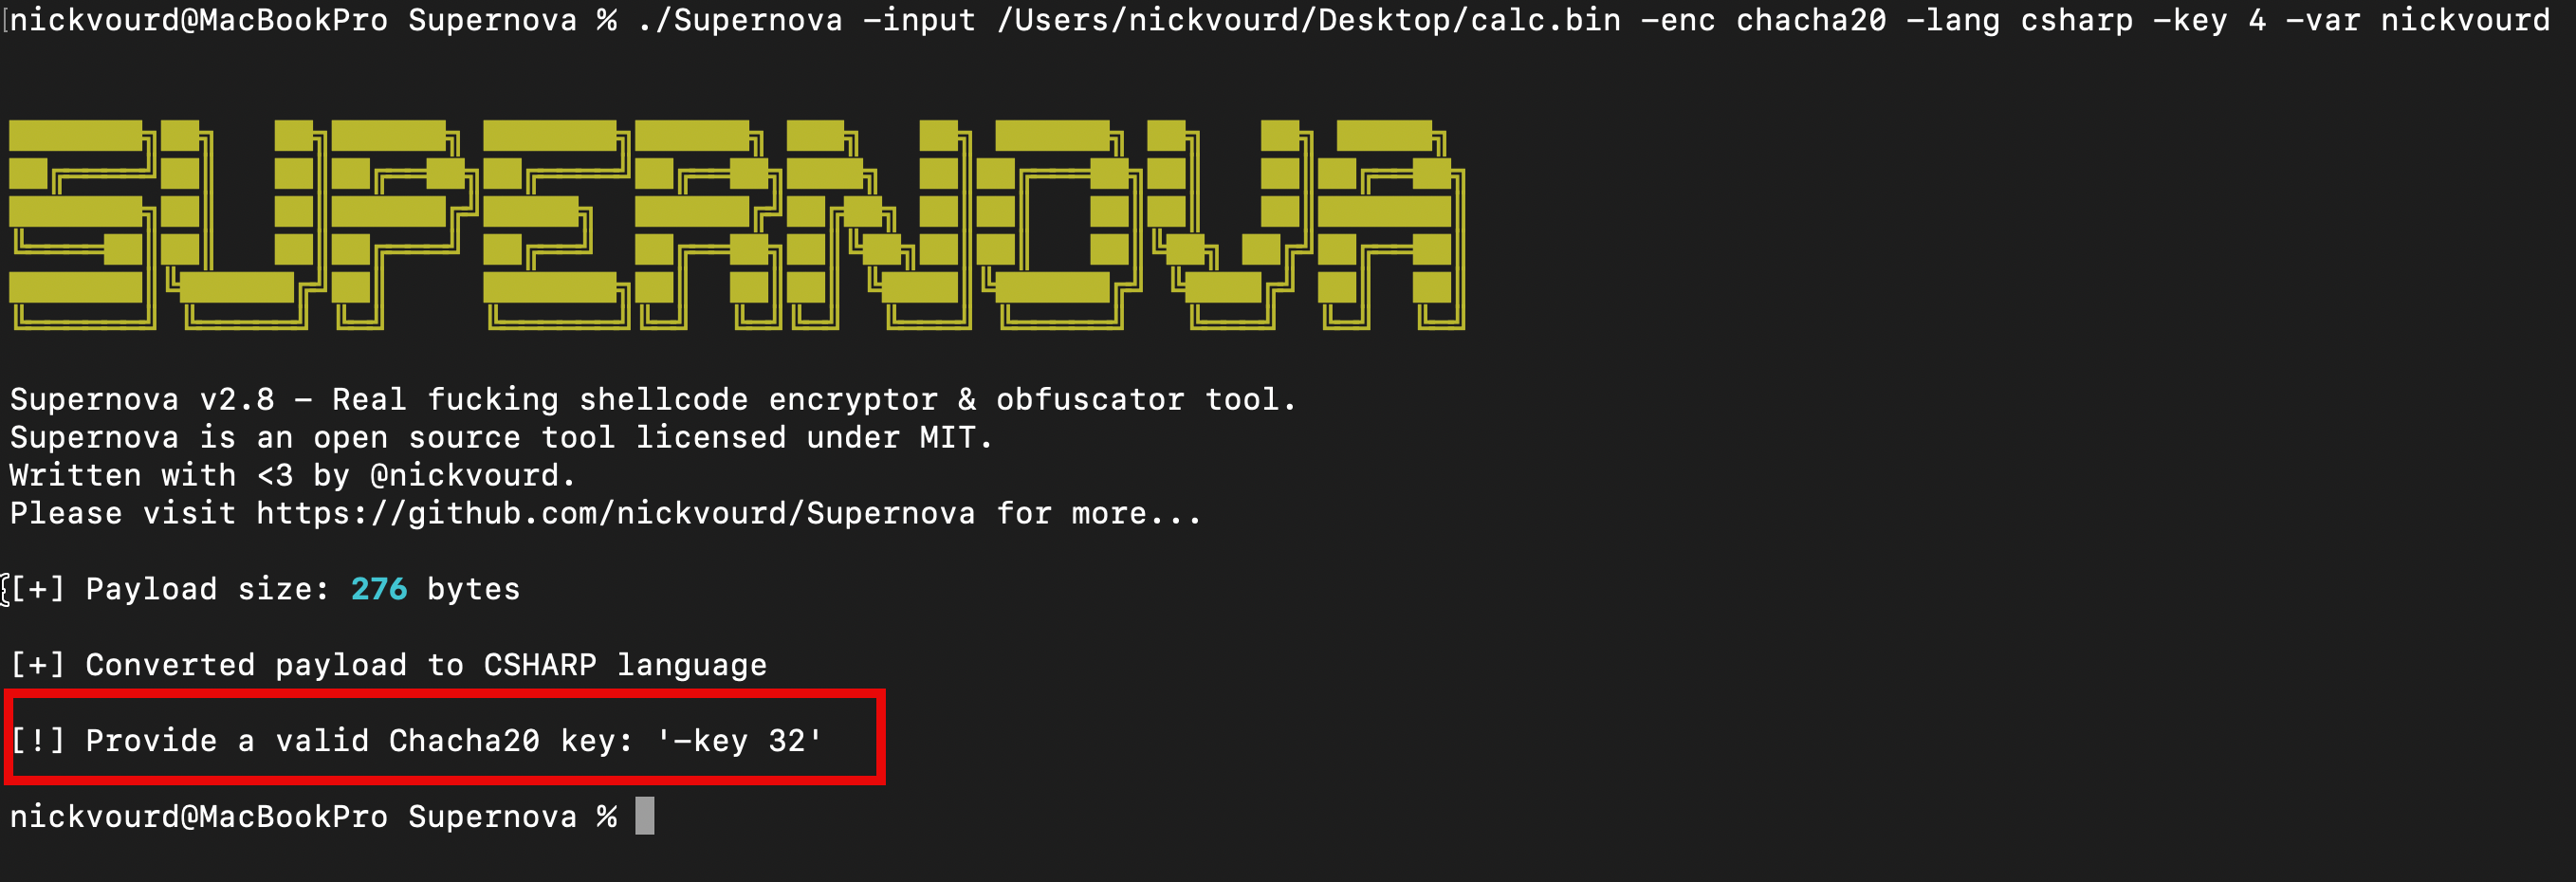 nickvourd@MacBookPro Supernova % ./Supernova -input /Users/nickvourd/Desktop/calc.bin -enc chacha20 -lang csharp -key 4 -var nickvourd
SUPERNOVA
Supernova v2.8 - Real fucking shellcode encryptor & obfuscator tool.
Supernova is an open source tool licensed under MIT.
Written with <3 by @nickvourd.
Please visit https://github.com/nickvourd/Supernova for more...
[+] Payload size: 276 bytes
[+] Converted payload to CSHARP language
[!] Provide a valid Chacha20 key: '-key 32'
nickvourd@MacBookPro Supernova %